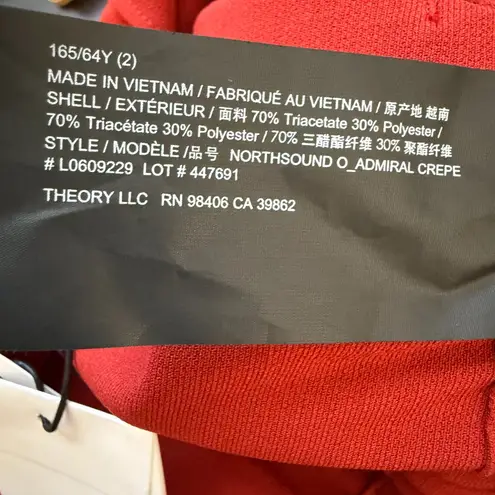 165/64Y (2)
MADE IN VIETNAM / FABRIQUÉ AU VIETNAM / 原产地 越南
SHELL / EXTÉRIEUR / 面料 70% Triacetate 30% Polyester /
70% Triacétate 30% Polyester / 70% 三醋酯纤维 30% 聚酯纤维
STYLE / MODÈLE /品号 NORTHSOUND O_ADMIRAL CREPE
# L0609229 LOT # 447691
THEORY LLC RN 98406 CA 39862